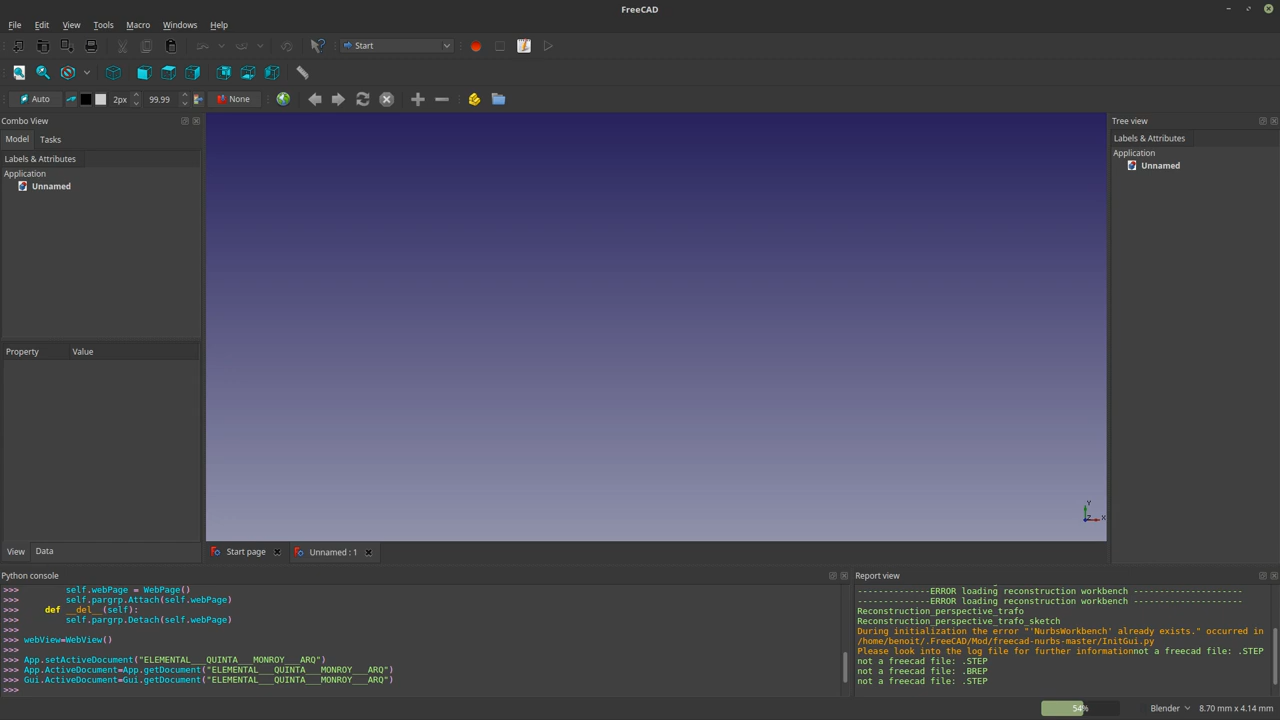 FreeCAD
File Edit View Tools Macro Windows Help
Start
Auto 2px 99.99 None
Combo View
Model Tasks
Labels & Attributes
Application
Unnamed
Property Value
View Data
Start page Unnamed : 1
Y
Z X
Tree view
Labels & Attributes
Application
Unnamed
Python console
>>>         self.webPage = WebPage()
>>>         self.pargrp.Attach(self.webPage)
>>>     def __del__(self):
>>>         self.pargrp.Detach(self.webPage)
>>>
>>> webView=WebView()
>>>
>>> App.setActiveDocument("ELEMENTAL___QUINTA___MONROY___ARQ")
>>> App.ActiveDocument=App.getDocument("ELEMENTAL___QUINTA___MONROY___ARQ")
>>> Gui.ActiveDocument=Gui.getDocument("ELEMENTAL___QUINTA___MONROY___ARQ")
>>>
Report view
--------------ERROR loading reconstruction workbench ---------------------
--------------ERROR loading reconstruction workbench ---------------------
Reconstruction_perspective_trafo
Reconstruction_perspective_trafo_sketch
During initialization the error "'NurbsWorkbench' already exists." occurred in
/home/benoit/.FreeCAD/Mod/freecad-nurbs-master/InitGui.py
Please look into the log file for further informationnot a freecad file: .STEP
not a freecad file: .STEP
not a freecad file: .BREP
not a freecad file: .STEP
54% Blender 8.70 mm x 4.14 mm